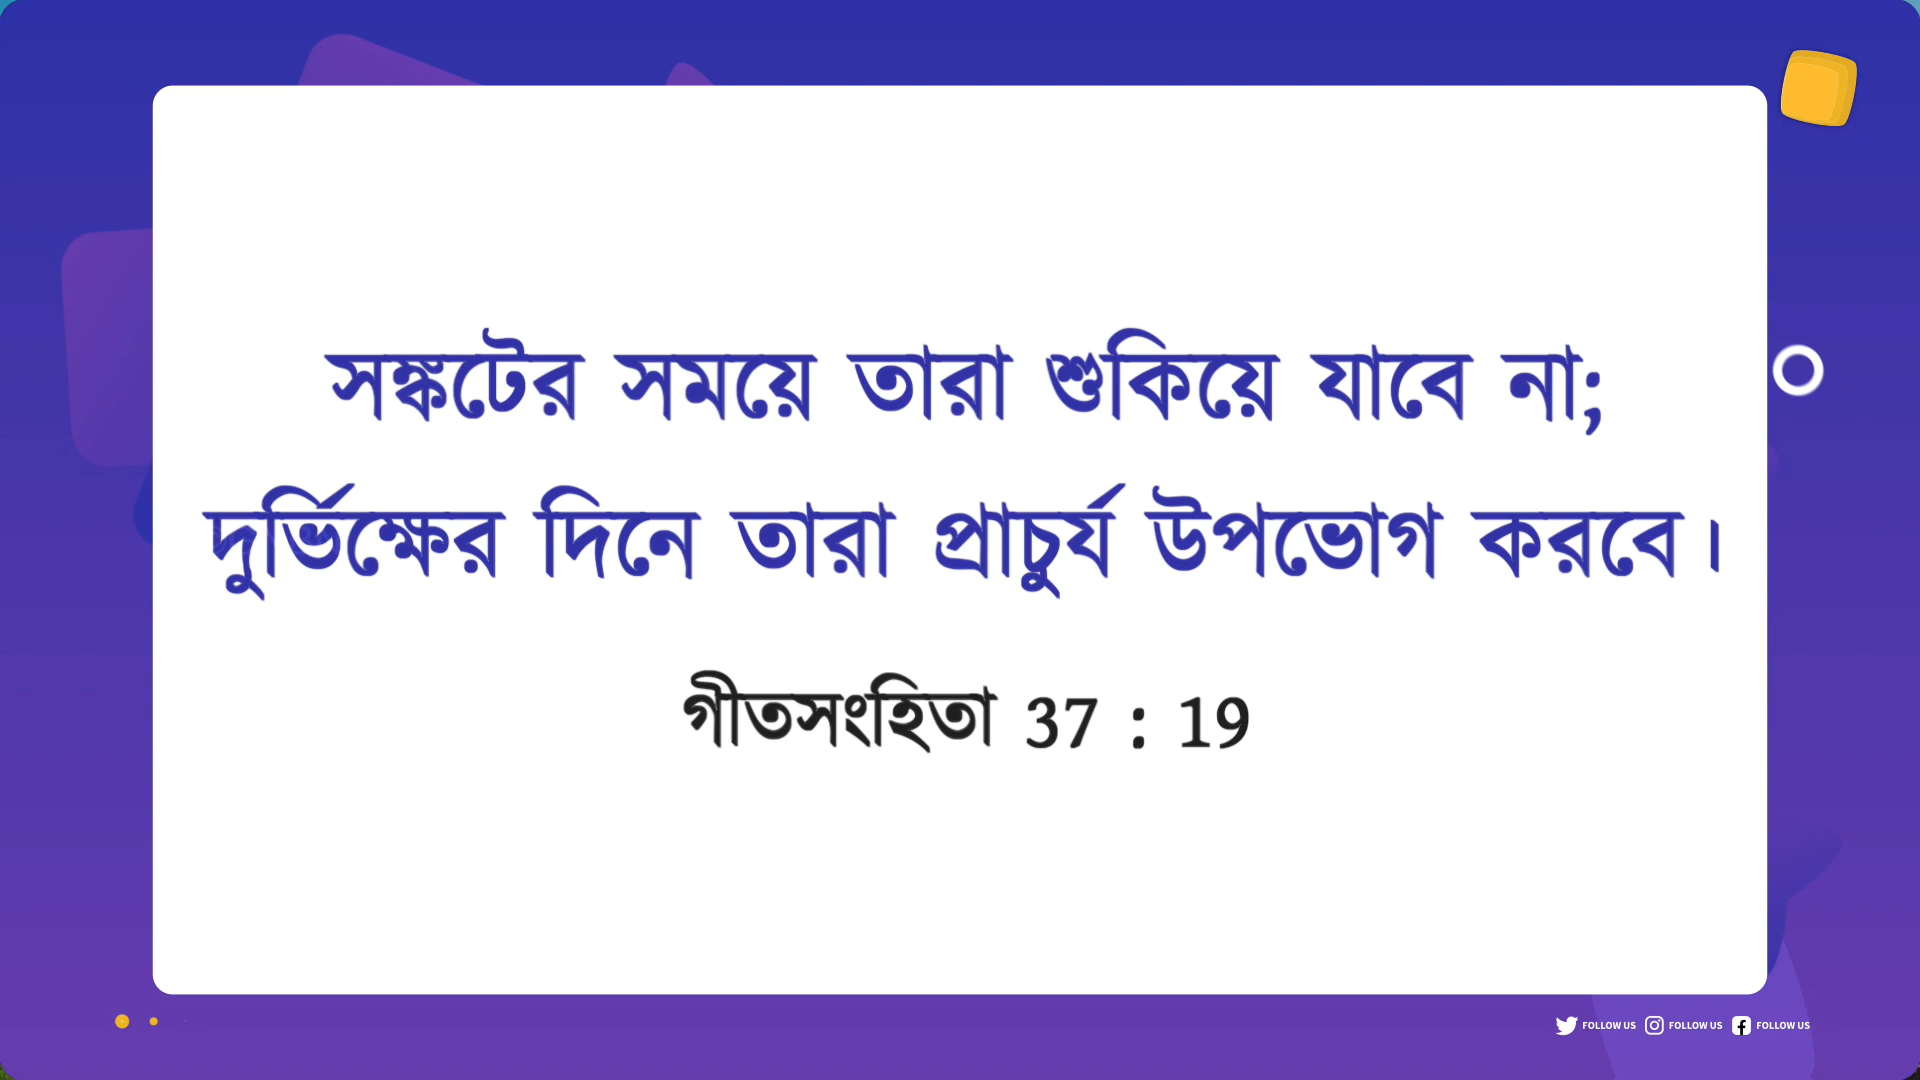 সঙ্কটের সময়ে তারা শুকিয়ে যাবে না;
দুর্ভিক্ষের দিনে তারা প্রাচুর্য উপভোগ করবে।
গীতসংহিতা 37 : 19
FOLLOW US FOLLOW US FOLLOW US